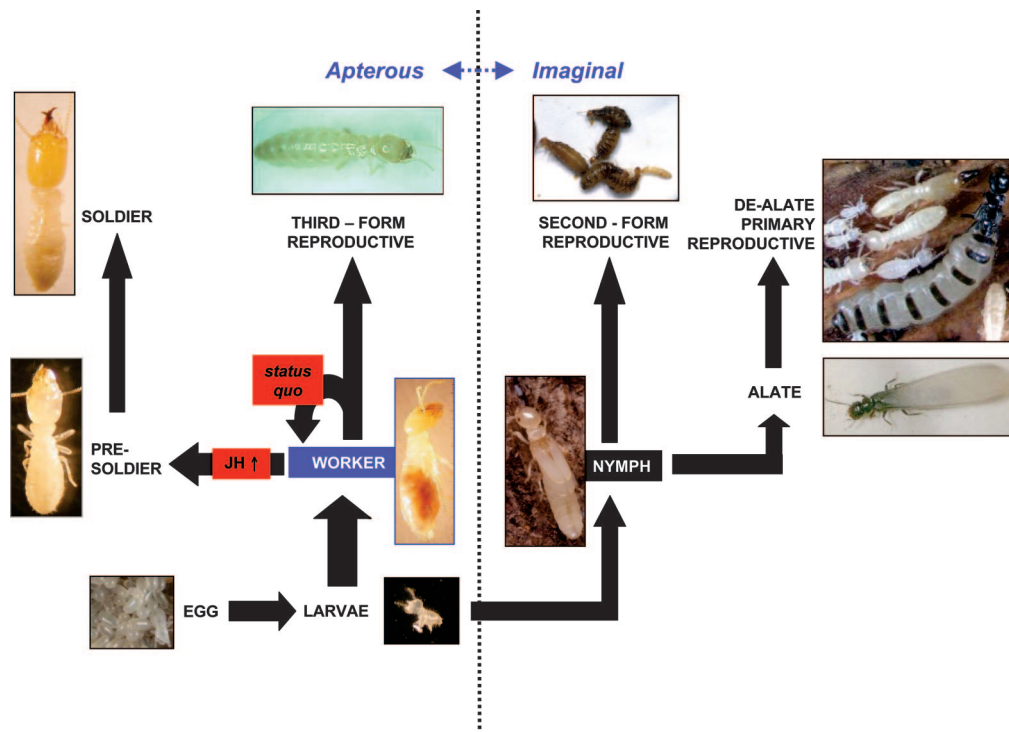 Apterous
Imaginal
SOLDIER
THIRD – FORM
REPRODUCTIVE
SECOND - FORM
REPRODUCTIVE
DE-ALATE
PRIMARY
REPRODUCTIVE
status
quo
ALATE
PRE-
SOLDIER
JH ↑
WORKER
NYMPH
EGG
LARVAE